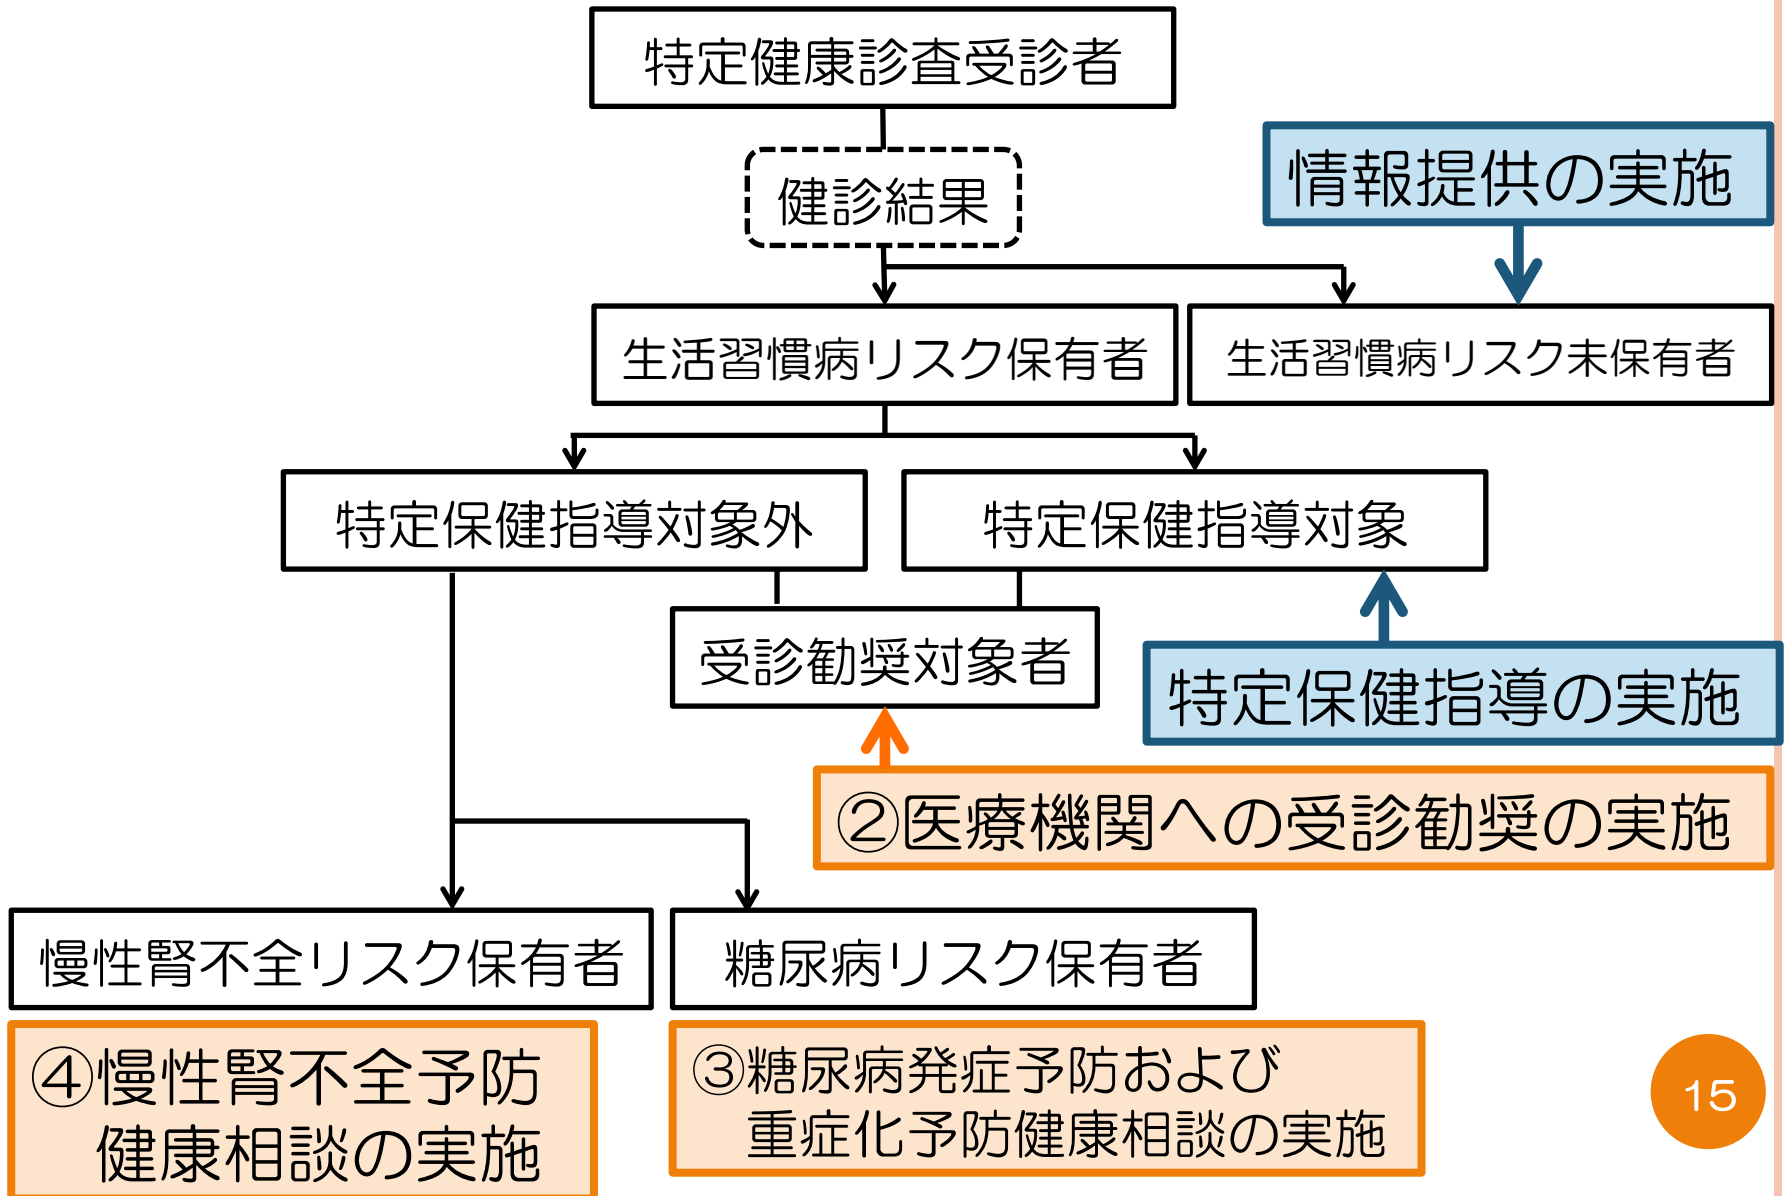 特定健康診査受診者
健診結果
情報提供の実施
生活習慣病リスク保有者
生活習慣病リスク未保有者
特定保健指導対象外
特定保健指導対象
受診勧奨対象者
特定保健指導の実施
②医療機関への受診勧奨の実施
慢性腎不全リスク保有者
糖尿病リスク保有者
④慢性腎不全予防
健康相談の実施
③糖尿病発症予防および
重症化予防健康相談の実施
15